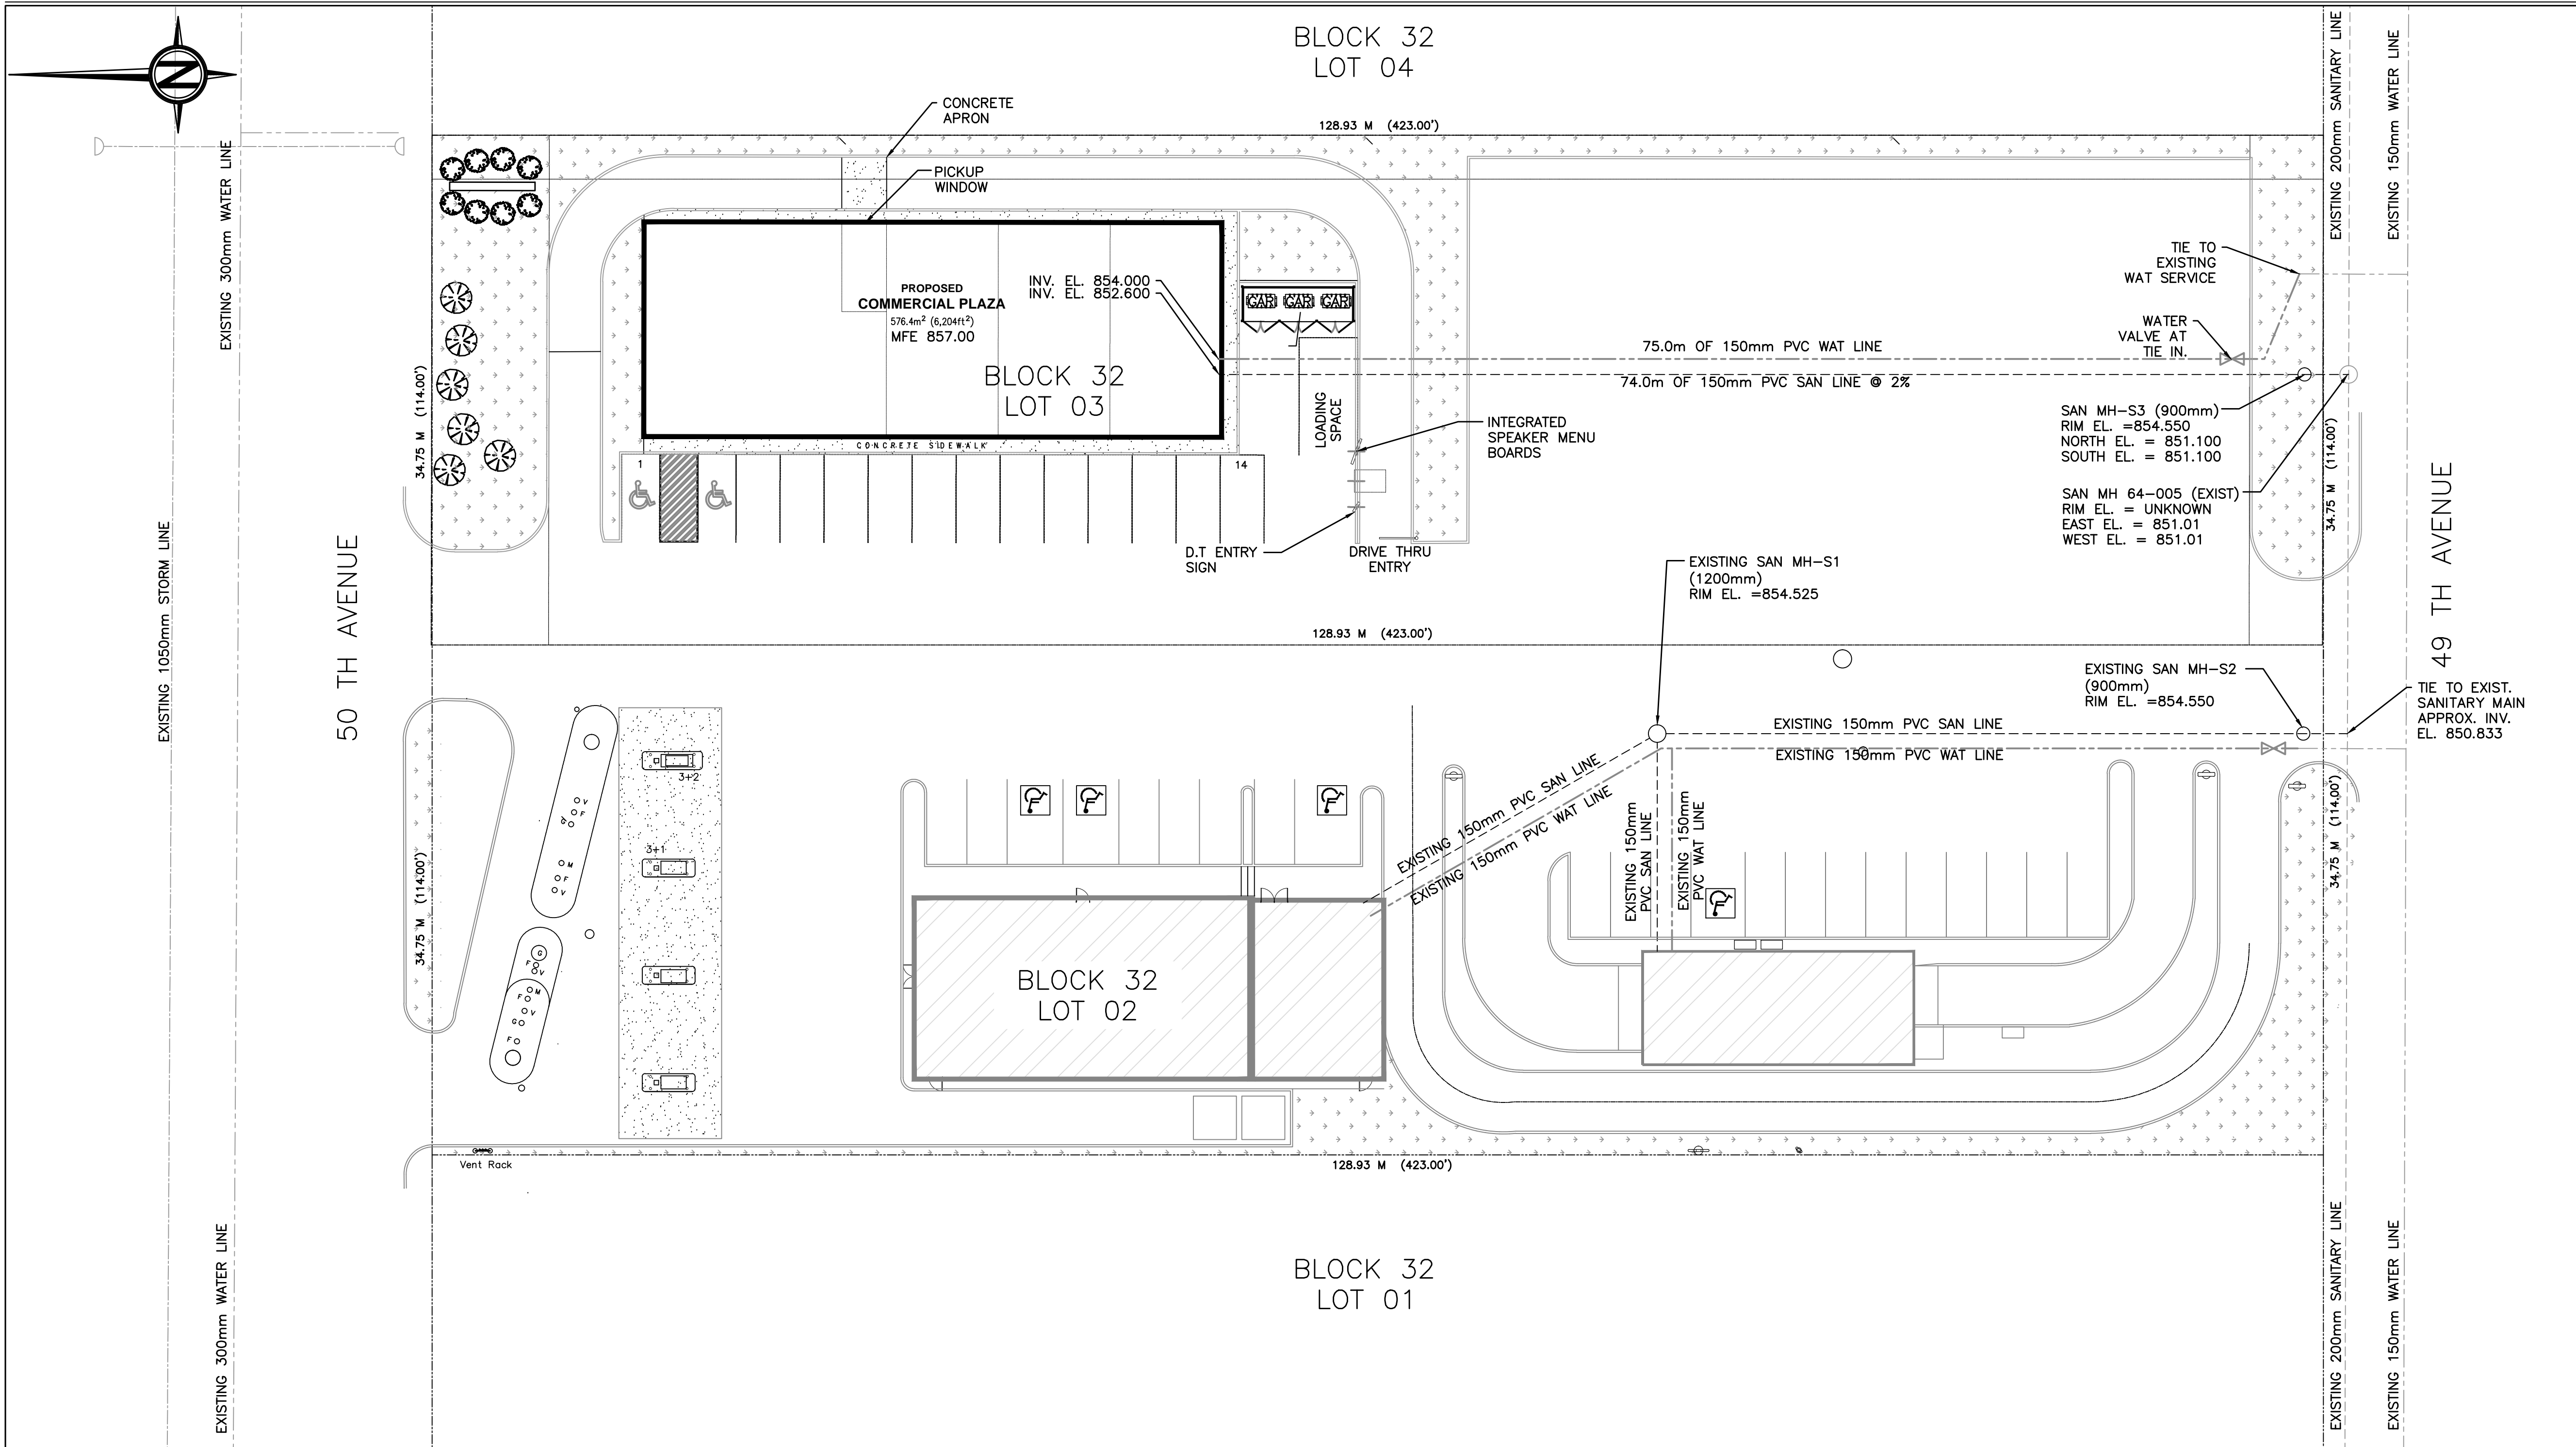 BLOCK 32
LOT 04
N
CONCRETE
APRON
128.93 M (423.00')
PICKUP
WINDOW
EXISTING 300mm WATER LINE
EXISTING 200mm SANITARY LINE
EXISTING 150mm WATER LINE
TIE TO
EXISTING
WAT SERVICE
INV. EL. 854.000
INV. EL. 852.600
PROPOSED
COMMERCIAL PLAZA
576.4m² (6,204ft²)
MFE 857.00
GAR
GAR
GAR
WATER
VALVE AT
TIE IN.
75.0m OF 150mm PVC WAT LINE
74.0m OF 150mm PVC SAN LINE @ 2%
BLOCK 32
LOT 03
34.75 M (114.00')
LOADING
SPACE
INTEGRATED
SPEAKER MENU
BOARDS
SAN MH-S3 (900mm)
RIM EL. =854.550
NORTH EL. = 851.100
SOUTH EL. = 851.100
34.75 M (114.00')
CONCRETE SIDEWALK
1
14
SAN MH 64-005 (EXIST)
RIM EL. = UNKNOWN
EAST EL. = 851.01
WEST EL. = 851.01
EXISTING 1050mm STORM LINE
50 TH AVENUE
49 TH AVENUE
D.T ENTRY
SIGN
DRIVE THRU
ENTRY
EXISTING SAN MH-S1
(1200mm)
RIM EL. =854.525
128.93 M (423.00')
EXISTING SAN MH-S2
(900mm)
RIM EL. =854.550
TIE TO EXIST.
SANITARY MAIN
APPROX. INV.
EL. 850.833
EXISTING 150mm PVC SAN LINE
EXISTING 150mm PVC WAT LINE
3+2
V
F
G
3+1
M
F
V
EXISTING 150mm PVC SAN LINE
EXISTING 150mm PVC WAT LINE
EXISTING 150mm
PVC SAN LINE
EXISTING 150mm
PVC WAT LINE
34.75 M (114.00')
34.75 M (114.00')
G
F
V
M
F
V
G
F
BLOCK 32
LOT 02
Vent Rack
128.93 M (423.00')
BLOCK 32
LOT 01
EXISTING 300mm WATER LINE
EXISTING 200mm SANITARY LINE
EXISTING 150mm WATER LINE